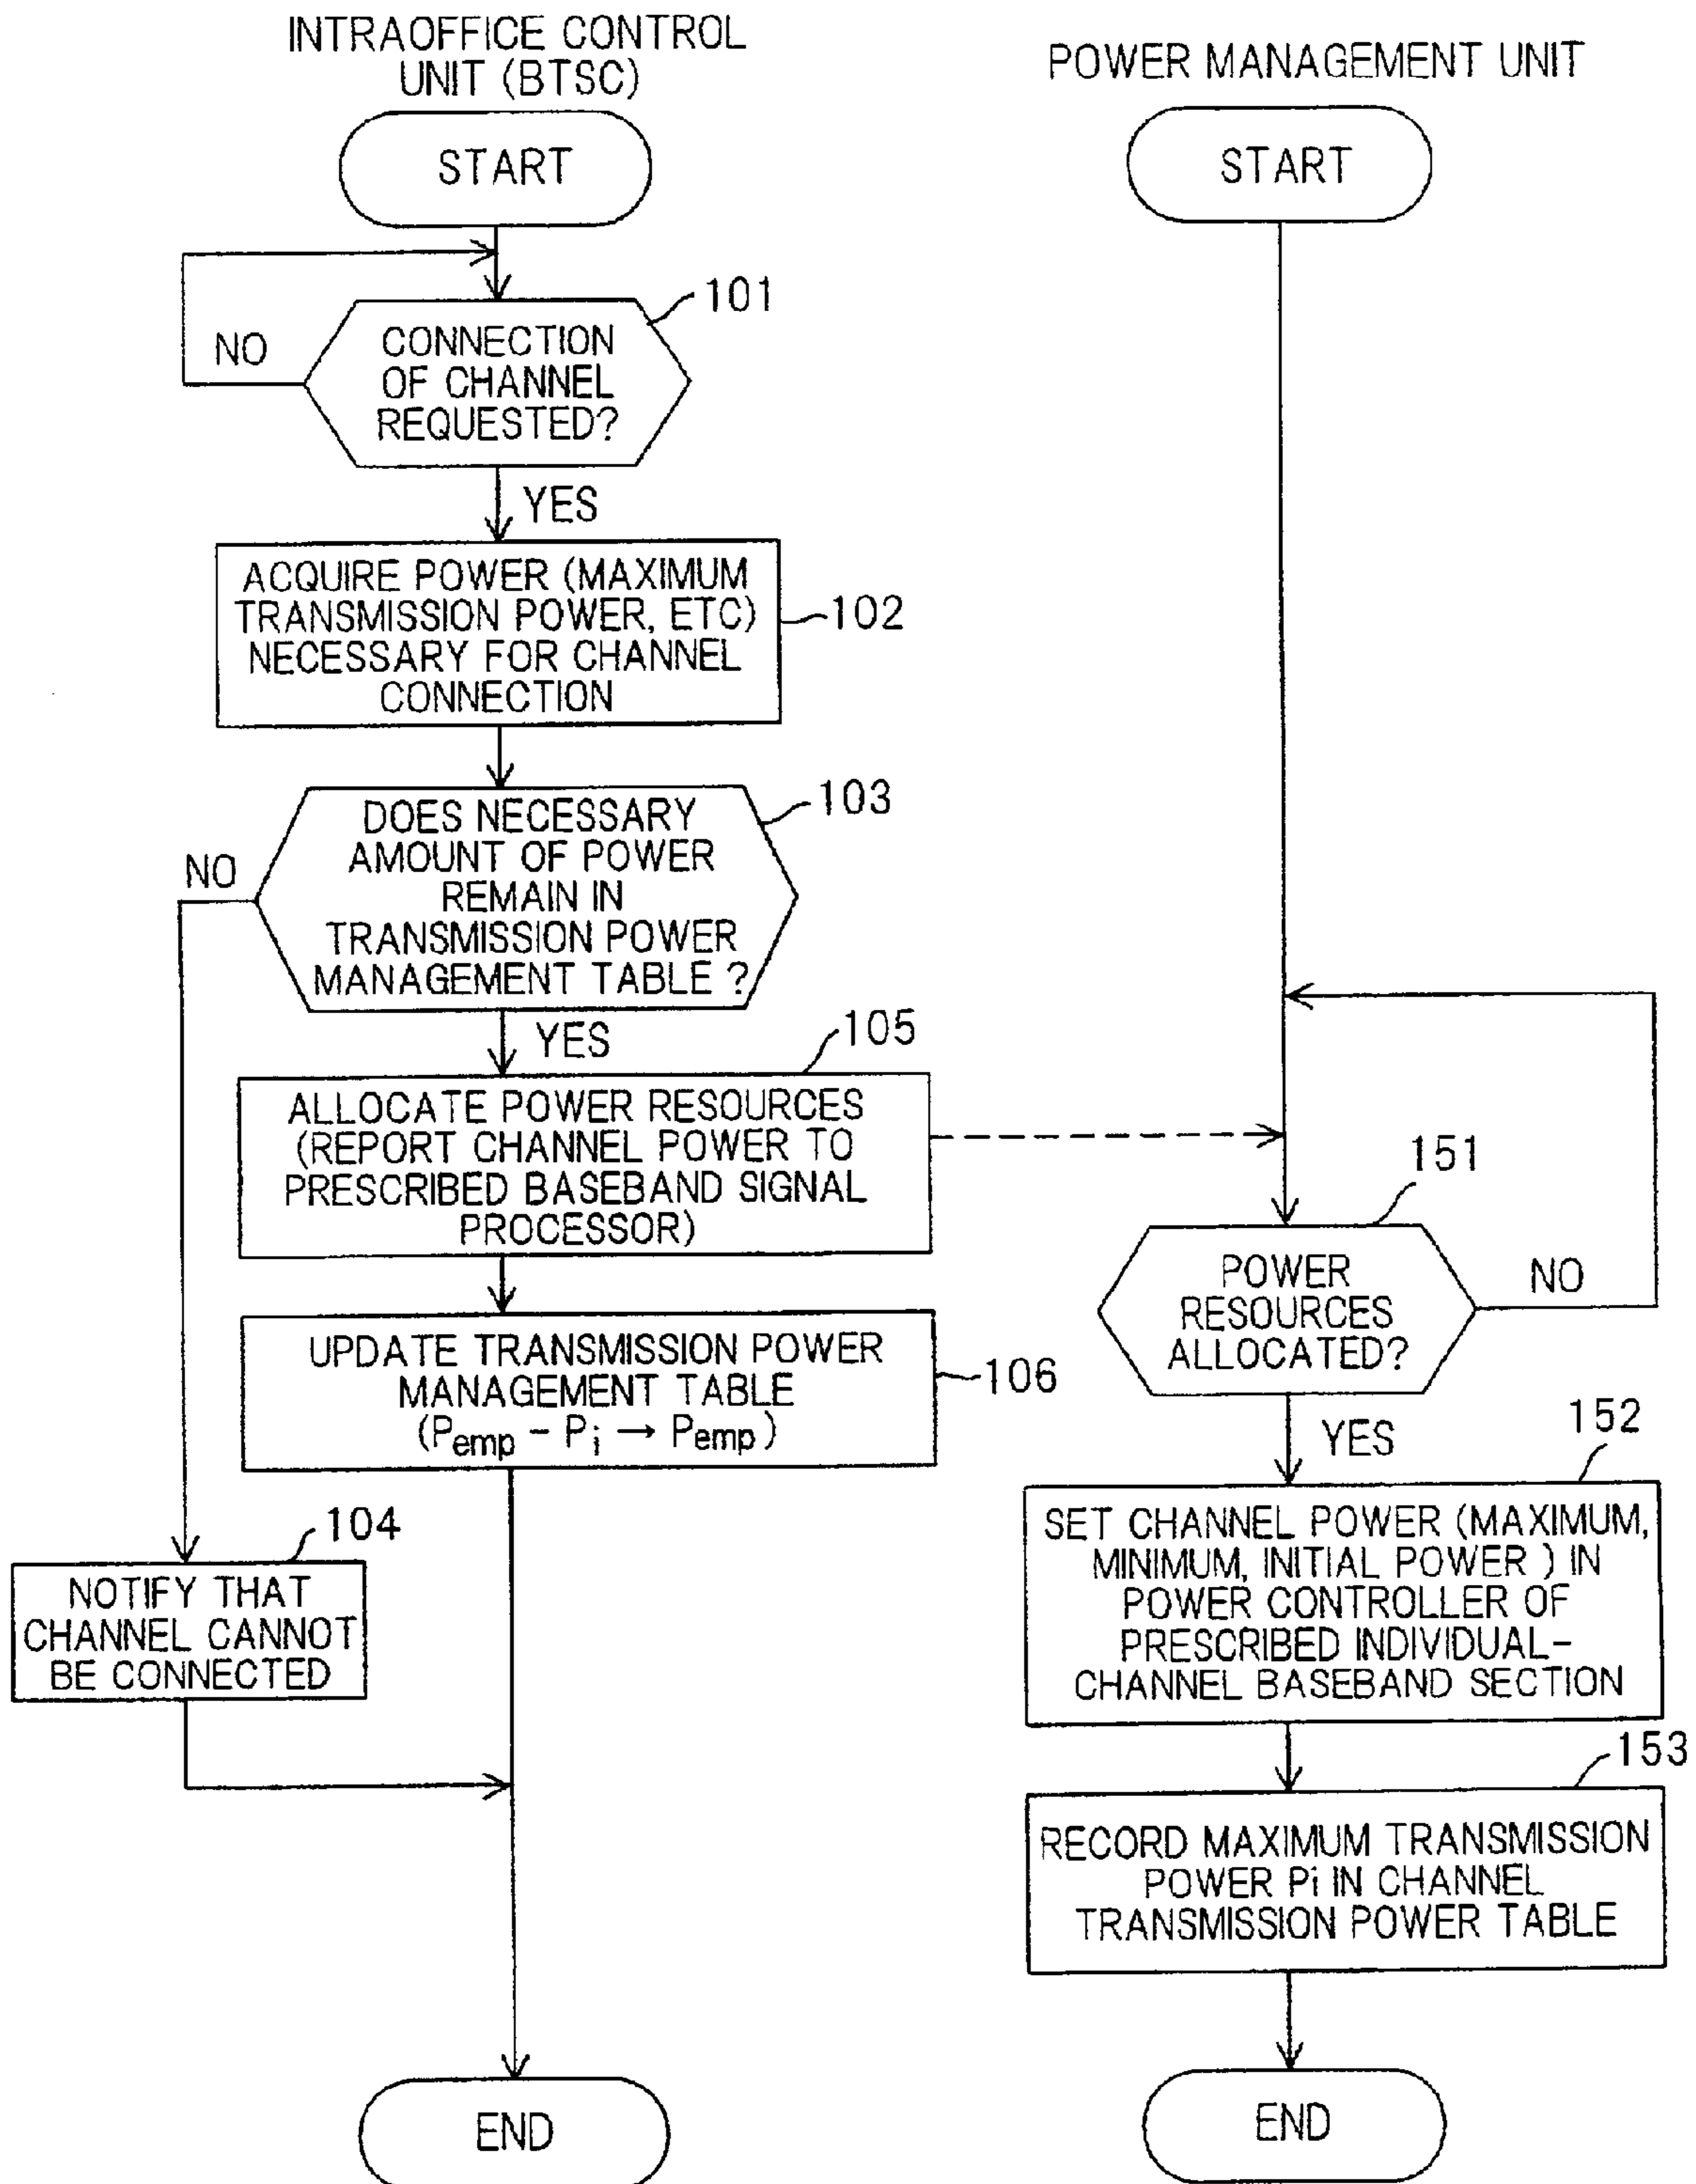 INTRAOFFICE CONTROL
UNIT (BTSC)
START
101
CONNECTION
OF CHANNEL
REQUESTED?
NO
YES
ACQUIRE POWER (MAXIMUM
TRANSMISSION POWER, ETC)
NECESSARY FOR CHANNEL
CONNECTION
102
103
DOES NECESSARY
AMOUNT OF POWER
REMAIN IN
TRANSMISSION POWER
MANAGEMENT TABLE ?
NO
YES
105
ALLOCATE POWER RESOURCES
(REPORT CHANNEL POWER TO
PRESCRIBED BASEBAND SIGNAL
PROCESSOR)
UPDATE TRANSMISSION POWER
MANAGEMENT TABLE
(Pemp - Pi → Pemp)
106
104
NOTIFY THAT
CHANNEL CANNOT
BE CONNECTED
END
POWER MANAGEMENT UNIT
START
151
POWER
RESOURCES
ALLOCATED?
NO
YES
152
SET CHANNEL POWER (MAXIMUM,
MINIMUM, INITIAL POWER ) IN
POWER CONTROLLER OF
PRESCRIBED INDIVIDUAL-
CHANNEL BASEBAND SECTION
153
RECORD MAXIMUM TRANSMISSION
POWER Pi IN CHANNEL
TRANSMISSION POWER TABLE
END